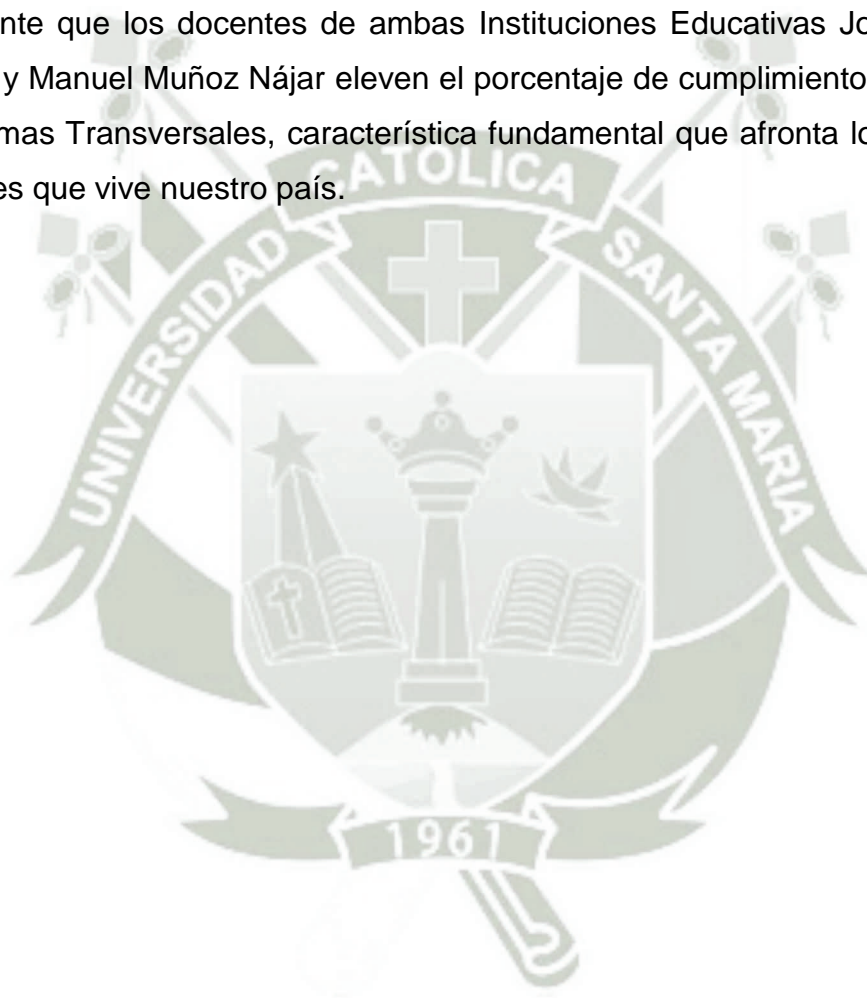 nte que los docentes de ambas Instituciones Educativas Jo
y Manuel Muñoz Nájar eleven el porcentaje de cumplimiento
mas Transversales, característica fundamental que afronta lo
es que vive nuestro país.
UNIVERSIDAD CATOLICA SANTA MARIA
1961